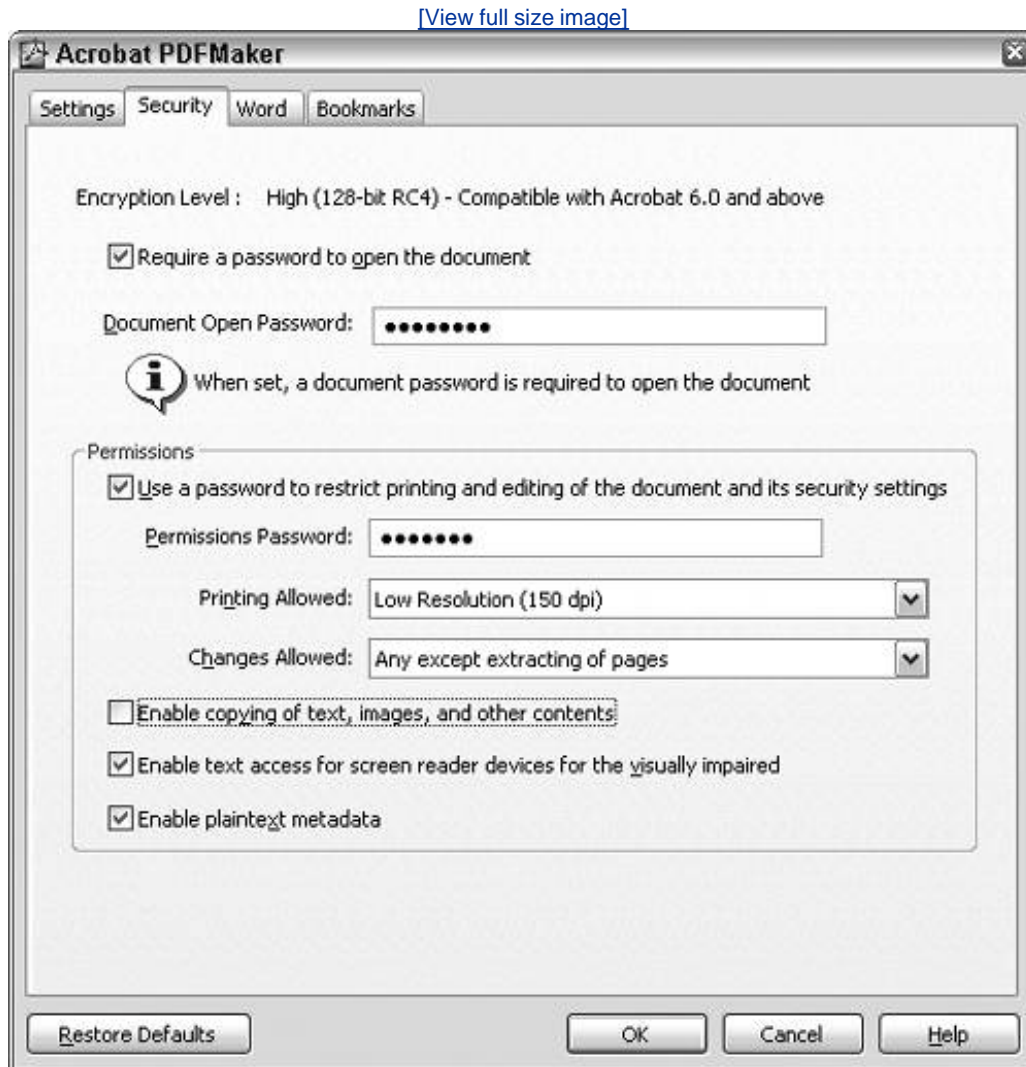 [View full size image]
Acrobat PDFMaker
Settings Security Word Bookmarks
Encryption Level : High (128-bit RC4) - Compatible with Acrobat 6.0 and above
Require a password to open the document
Document Open Password: ●●●●●●●●
When set, a document password is required to open the document
Permissions
Use a password to restrict printing and editing of the document and its security settings
Permissions Password: ●●●●●●●
Printing Allowed: Low Resolution (150 dpi)
Changes Allowed: Any except extracting of pages
Enable copying of text, images, and other contents
Enable text access for screen reader devices for the visually impaired
Enable plaintext metadata
Restore Defaults OK Cancel Help